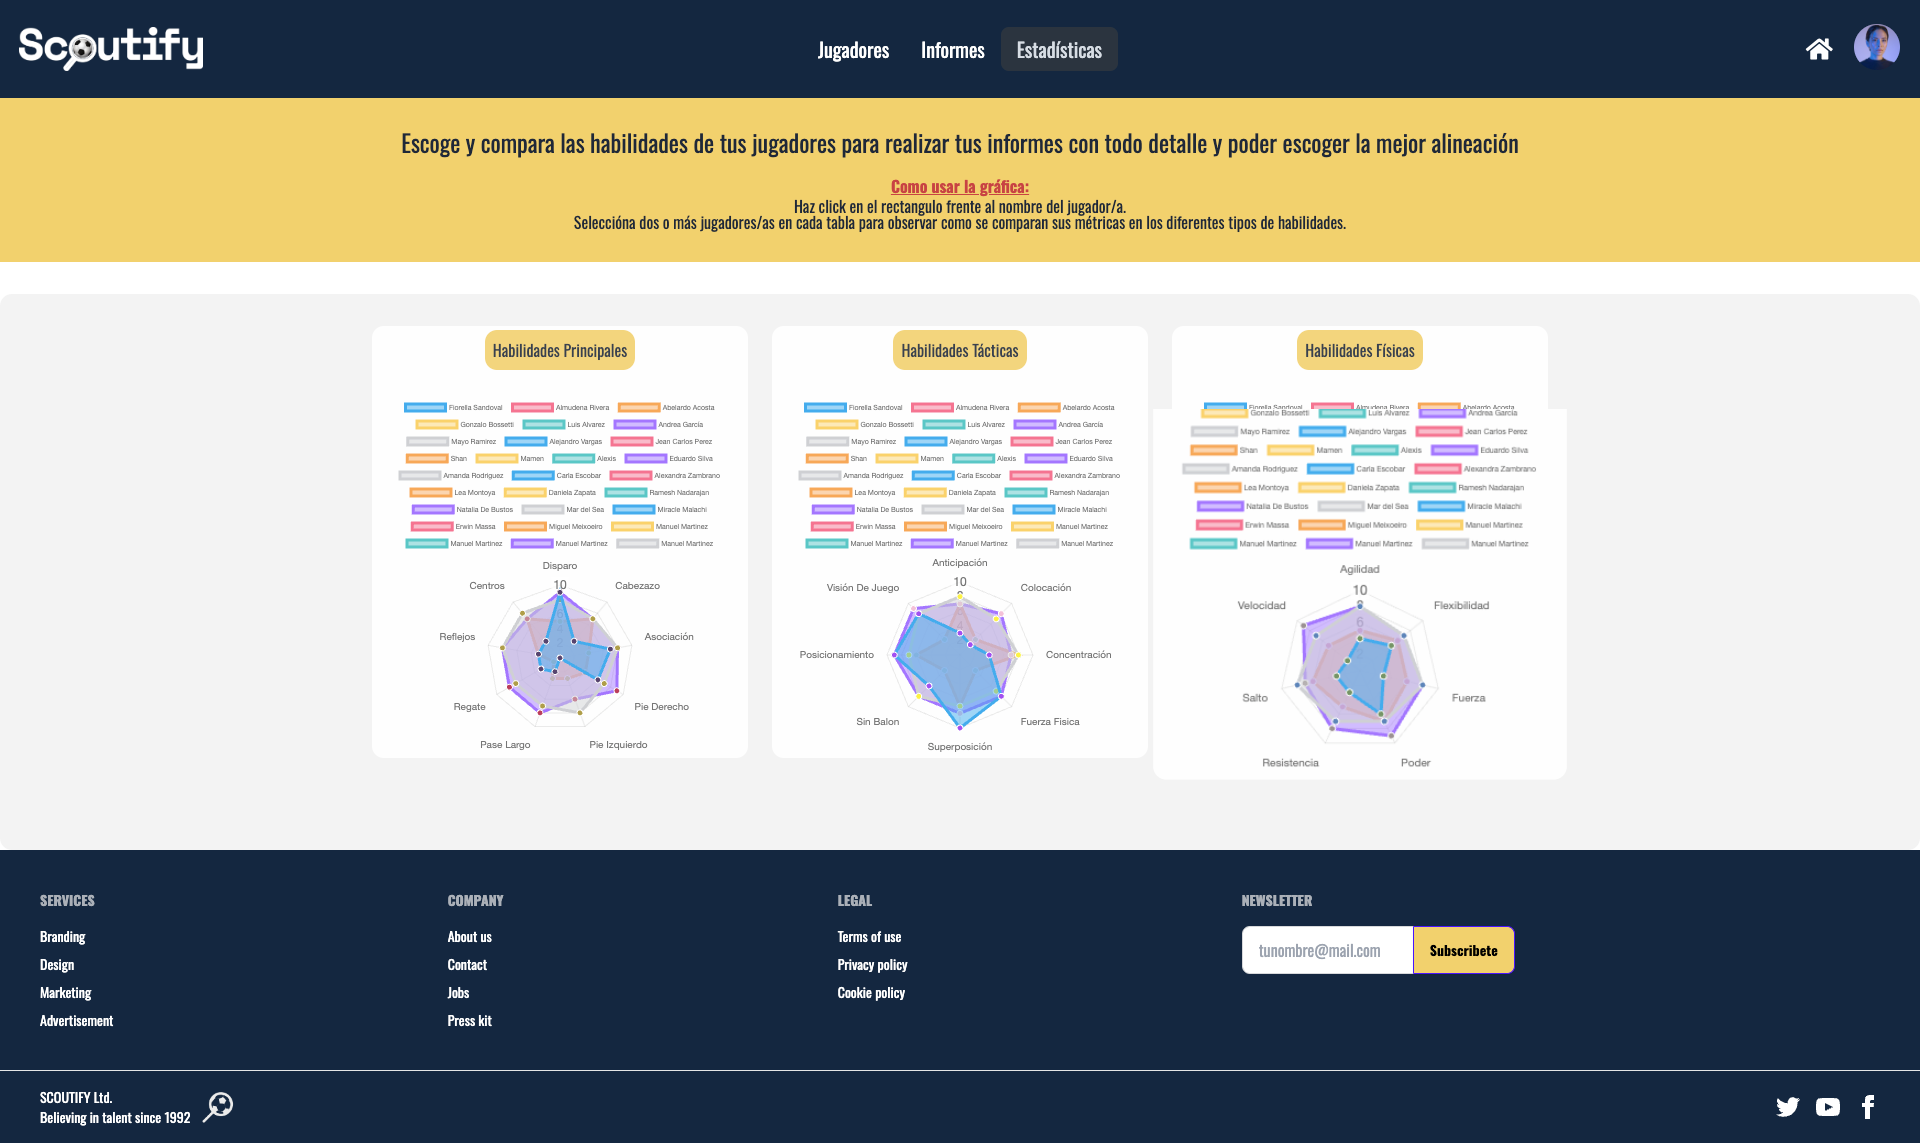 Scoutify
Jugadores Informes Estadísticas
Escoge y compara las habilidades de tus jugadores para realizar tus informes con todo detalle y poder escoger la mejor alineación
Como usar la gráfica:
Haz click en el rectangulo frente al nombre del jugador/a.
Seleccióna dos o más jugadores/as en cada tabla para observar como se comparan sus métricas en los diferentes tipos de habilidades.
Habilidades Principales
Fiorella Sandoval Almudena Rivera Abelardo Acosta
Gonzalo Bossetti Luis Alvarez Andrea García
Mayo Ramirez Alejandro Vargas Jean Carlos Perez
Shan Mamen Alexis Eduardo Silva
Amanda Rodriguez Carla Escobar Alexandra Zambrano
Lea Montoya Daniela Zapata Ramesh Nadarajan
Natalia De Bustos Mar del Sea Miracle Malachi
Erwin Massa Miguel Meixoeiro Manuel Martinez
Manuel Martinez Manuel Martinez Manuel Martinez
Disparo
10
Centros Cabezazo
Reflejos Asociación
Regate Pie Derecho
Pase Largo Pie Izquierdo
Habilidades Tácticas
Fiorella Sandoval Almudena Rivera Abelardo Acosta
Gonzalo Bossetti Luis Alvarez Andrea García
Mayo Ramirez Alejandro Vargas Jean Carlos Perez
Shan Mamen Alexis Eduardo Silva
Amanda Rodriguez Carla Escobar Alexandra Zambrano
Lea Montoya Daniela Zapata Ramesh Nadarajan
Natalia De Bustos Mar del Sea Miracle Malachi
Erwin Massa Miguel Meixoeiro Manuel Martinez
Manuel Martinez Manuel Martinez Manuel Martinez
Anticipación
10
Visión De Juego Colocación
Posicionamiento Concentración
Sin Balon Fuerza Fisica
Superposición
Habilidades Físicas
Fiorella Sandoval Almudena Rivera Abelardo Acosta
Gonzalo Bossetti Luis Alvarez Andrea García
Mayo Ramirez Alejandro Vargas Jean Carlos Perez
Shan Mamen Alexis Eduardo Silva
Amanda Rodriguez Carla Escobar Alexandra Zambrano
Lea Montoya Daniela Zapata Ramesh Nadarajan
Natalia De Bustos Mar del Sea Miracle Malachi
Erwin Massa Miguel Meixoeiro Manuel Martinez
Manuel Martinez Manuel Martinez Manuel Martinez
Agilidad
10
8
6
Velocidad Flexibilidad
Salto Fuerza
Resistencia Poder
SERVICES
Branding
Design
Marketing
Advertisement
COMPANY
About us
Contact
Jobs
Press kit
LEGAL
Terms of use
Privacy policy
Cookie policy
NEWSLETTER
tunombre@mail.com Subscribete
SCOUTIFY Ltd.
Believing in talent since 1992